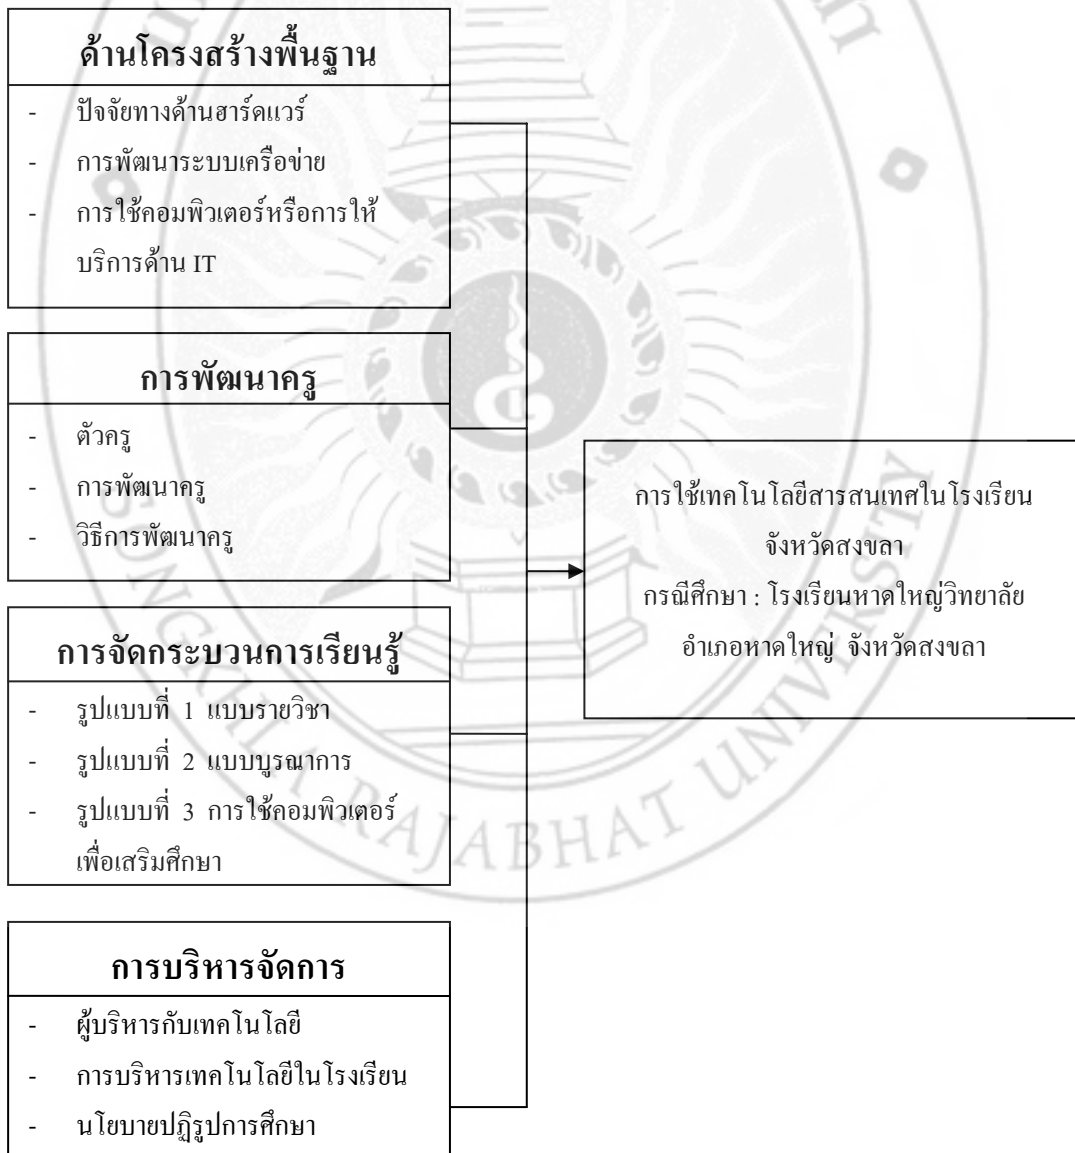 ด้านโครงสร้างพื้นฐาน
- ปัจจัยทางด้านฮาร์ดแวร์
- การพัฒนาระบบเครือข่าย
- การใช้คอมพิวเตอร์หรือการให้
บริการด้าน IT
การพัฒนาครู
- ตัวครู
- การพัฒนาครู
- วิธีการพัฒนาครู
การจัดกระบวนการเรียนรู้
- รูปแบบที่ 1 แบบรายวิชา
- รูปแบบที่ 2 แบบบูรณาการ
- รูปแบบที่ 3 การใช้คอมพิวเตอร์
เพื่อเสริมศึกษา
การบริหารจัดการ
- ผู้บริหารกับเทคโนโลยี
- การบริหารเทคโนโลยีในโรงเรียน
- นโยบายปฏิรูปการศึกษา
การใช้เทคโนโลยีสารสนเทศในโรงเรียน
จังหวัดสงขลา
กรณีศึกษา : โรงเรียนหาดใหญ่วิทยาลัย
อำเภอหาดใหญ่ จังหวัดสงขลา
SONGKHLA RAJABHAT UNIVERSITY